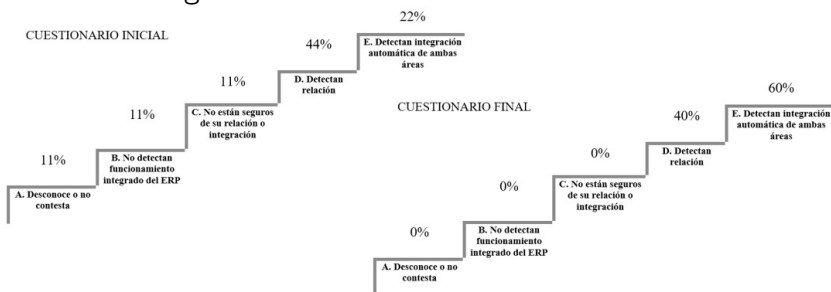 CUESTIONARIO INICIAL
22%
E. Detectan integración
automática de ambas
áreas
44%
D. Detectan
relación
11%
C. No están seguros
de su relación o
integración
11%
B. No detectan
funcionamiento
integrado del ERP
11%
A. Desconoce o no
contesta
CUESTIONARIO FINAL
60%
E. Detectan integración
automática de ambas
áreas
40%
D. Detectan
relación
0%
C. No están seguros
de su relación o
integración
0%
B. No detectan
funcionamiento
integrado del ERP
0%
A. Desconoce o no
contesta